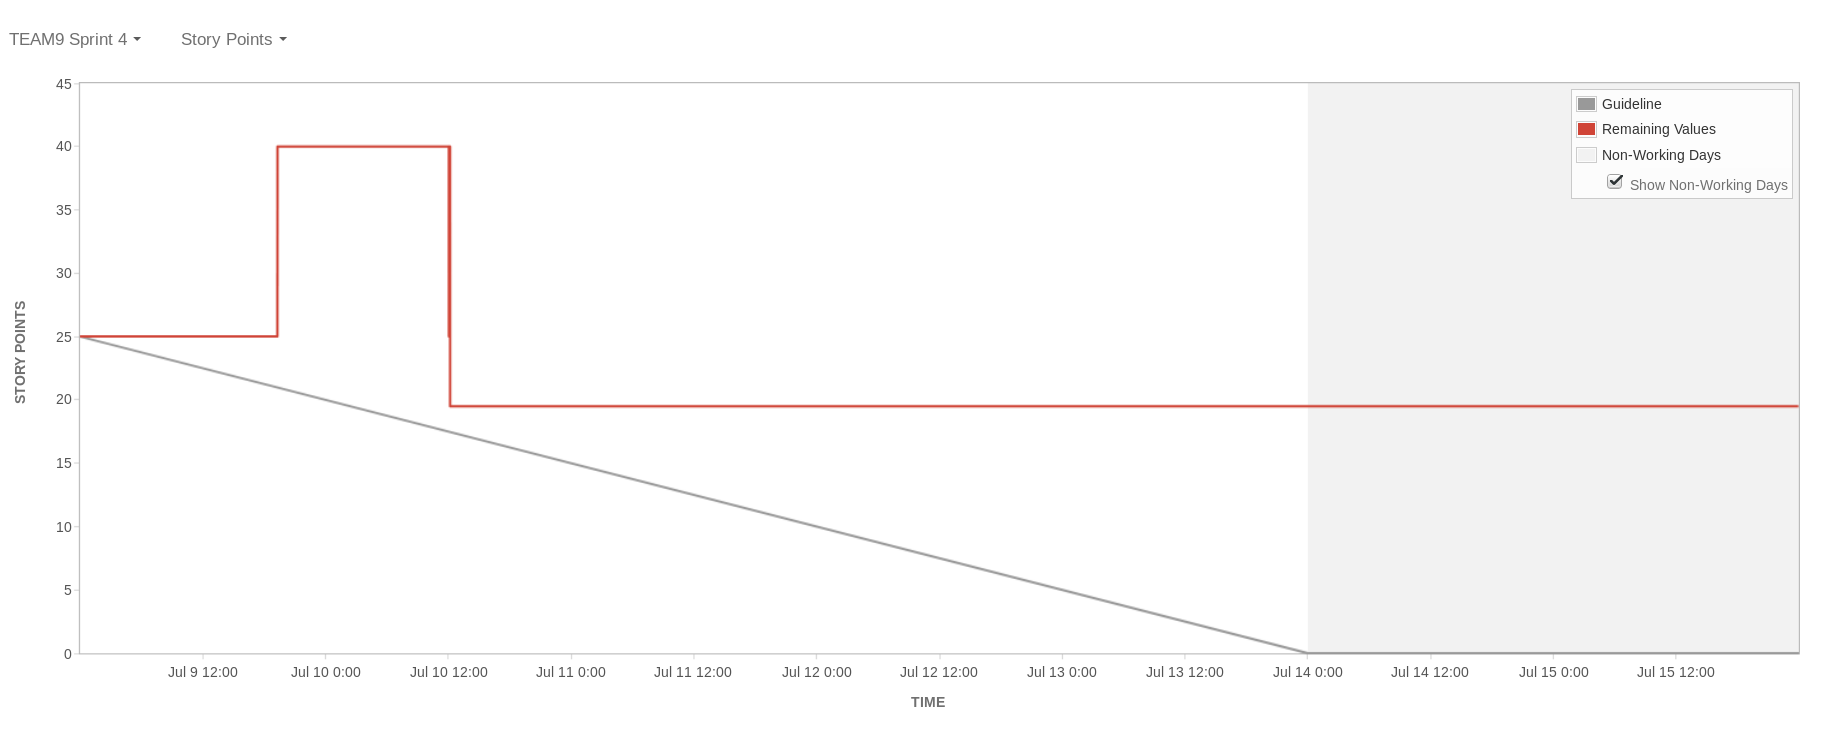 TEAM9 Sprint 4 Story Points
45
40
35
30
25
20
15
10
5
0
STORY POINTS
Guideline
Remaining Values
Non-Working Days
Show Non-Working Days
Jul 9 12:00 Jul 10 0:00 Jul 10 12:00 Jul 11 0:00 Jul 11 12:00 Jul 12 0:00 Jul 12 12:00 Jul 13 0:00 Jul 13 12:00 Jul 14 0:00 Jul 14 12:00 Jul 15 0:00 Jul 15 12:00
TIME